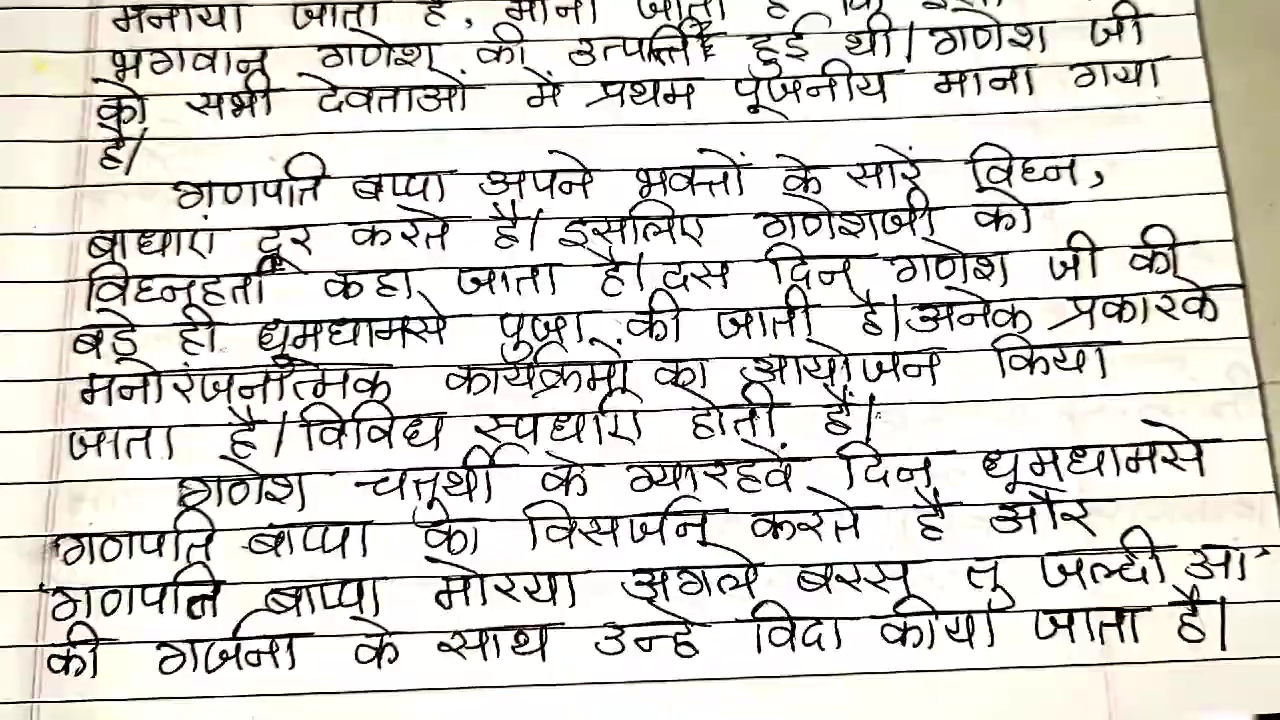 मनाया जाता है, माना जाता है कि
भगवान गणेश की उत्पत्ति हुई थी। गणेश जी
को सभी देवताओं में प्रथम पूजनीय माना गया
है।
गणपति बप्पा अपने भक्तों के सारें विघ्न,
बाधाएं दूर करते है। इसलिए गणेशजी को
विघ्नहर्ता कहा जाता है। दस दिन गणेश जी की
बडे ही धूमधामसे पुजा की जाती है। अनेक प्रकारके
मनोरंजनात्मक कार्यक्रमों का आयोजन किया
जाता है। विविध स्पर्धाएं होती हैं।
गणेश चतुर्थी के ग्यारहवें दिन धूमधामसे
गणपति बाप्पा का विसर्जन करते है और
'गणपति बाप्पा मोरया अगले बरस तु जल्दी आ'
की गर्जना के साथ उन्हे विदा कीया जाता है।